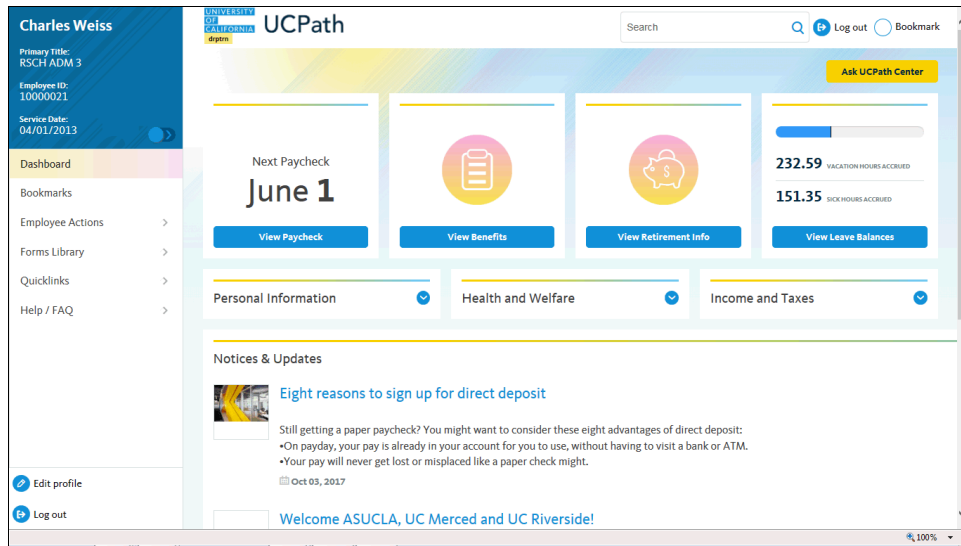 Charles Weiss
Primary Title:
RSCH ADM 3
Employee ID:
10000021
Service Date:
04/01/2013
Dashboard
Bookmarks
Employee Actions
Forms Library
Quicklinks
Help / FAQ
Edit profile
Log out
UNIVERSITY
OF
CALIFORNIA
drptrn
UCPath
Search
Log out
Bookmark
Ask UCPath Center
Next Paycheck
June 1
View Paycheck
View Benefits
View Retirement Info
232.59 VACATION HOURS ACCRUED
151.35 SICK HOURS ACCRUED
View Leave Balances
Personal Information
Health and Welfare
Income and Taxes
Notices & Updates
Eight reasons to sign up for direct deposit
Still getting a paper paycheck? You might want to consider these eight advantages of direct deposit:
•On payday, your pay is already in your account for you to use, without having to visit a bank or ATM.
•Your pay will never get lost or misplaced like a paper check might.
Oct 03, 2017
Welcome ASUCLA, UC Merced and UC Riverside!
100%